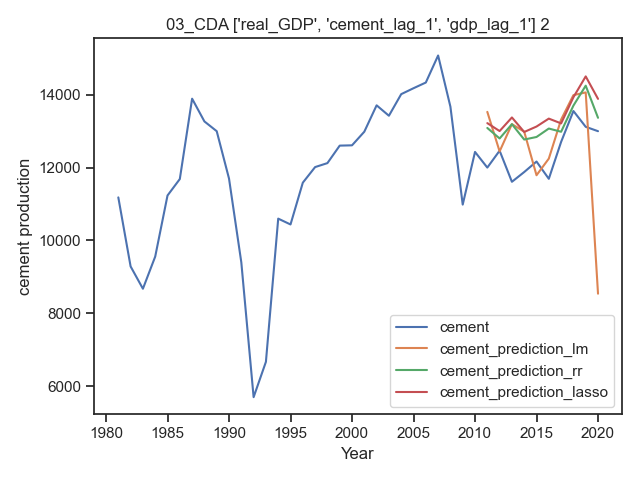 03_CDA ['real_GDP', 'cement_lag_1', 'gdp_lag_1'] 2
cement production
14000
12000
10000
8000
6000
cement
cement_prediction_lm
cement_prediction_rr
cement_prediction_lasso
1980 1985 1990 1995 2000 2005 2010 2015 2020
Year